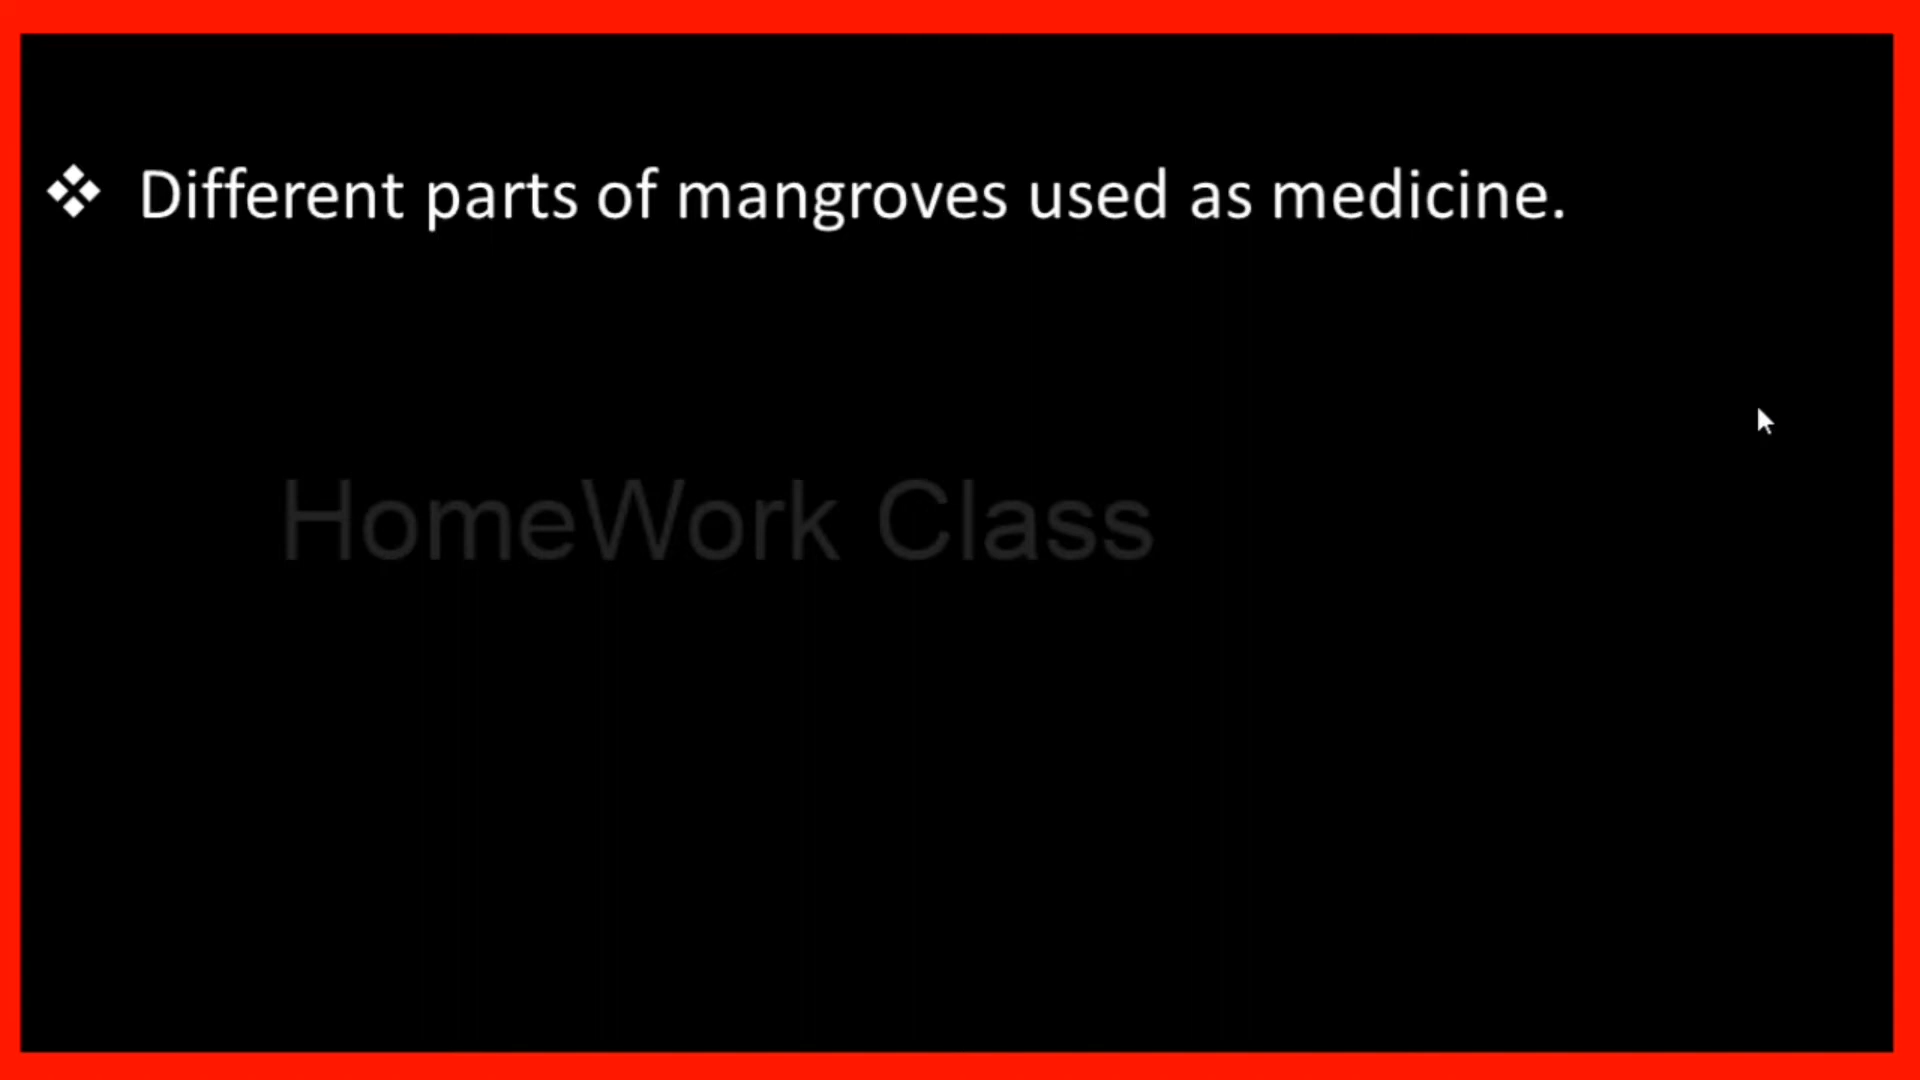 ❖ Different parts of mangroves used as medicine.
HomeWork Class